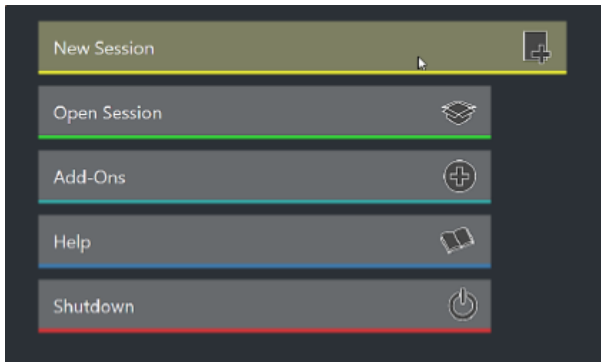 New Session
Open Session
Add-Ons
Help
Shutdown